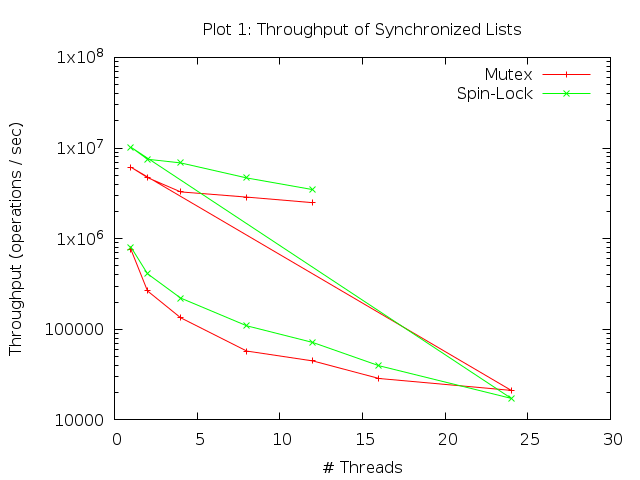 Plot 1: Throughput of Synchronized Lists
Throughput (operations / sec)
1x10^8
1x10^7
1x10^6
100000
10000
Mutex
Spin-Lock
0 5 10 15 20 25 30
# Threads